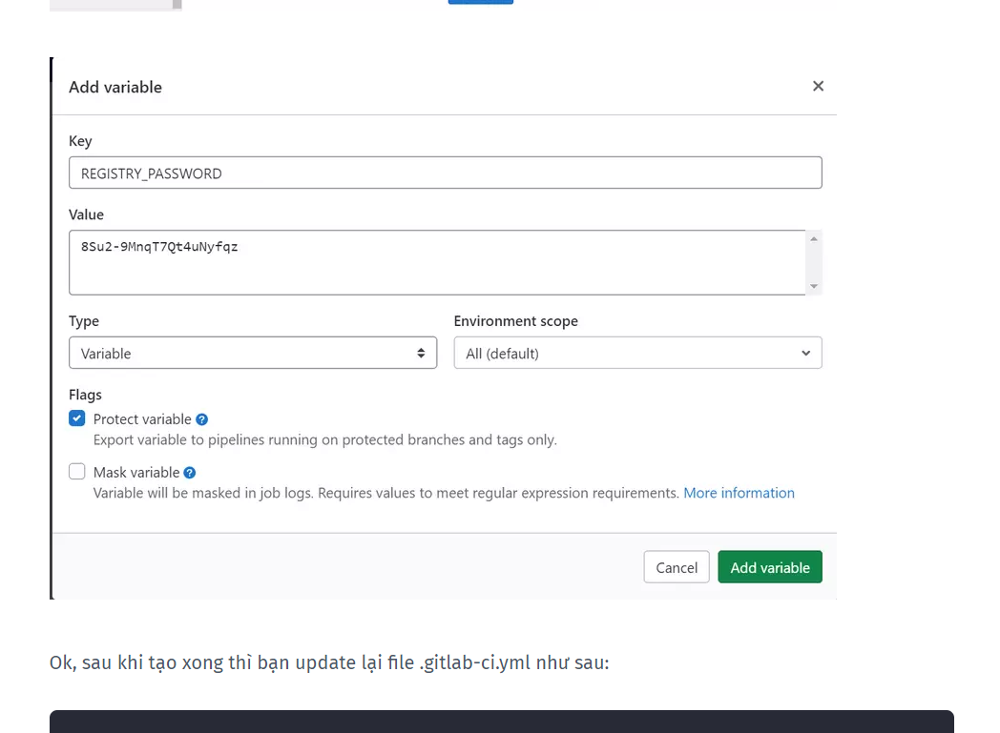 Add variable
Key
REGISTRY_PASSWORD
Value
8Su2-9MnqT7Qt4uNyfqz
Type
Environment scope
Variable
All (default)
Flags
Protect variable
Export variable to pipelines running on protected branches and tags only.
Mask variable
Variable will be masked in job logs. Requires values to meet regular expression requirements. More information
Cancel
Add variable
Ok, sau khi tạo xong thì bạn update lại file .gitlab-ci.yml như sau: